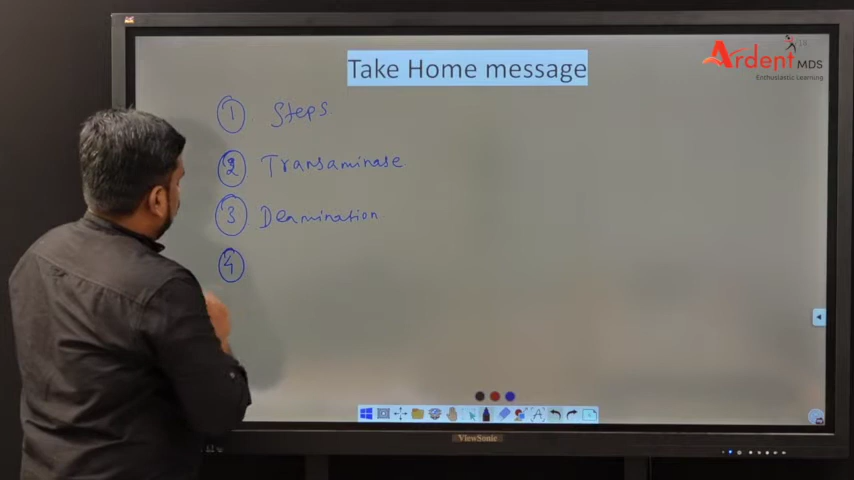 Take Home message
Ardent MDS
Enthusiastic Learning
1 Steps
2 Transaminase
3 Deamination
4
ViewSonic